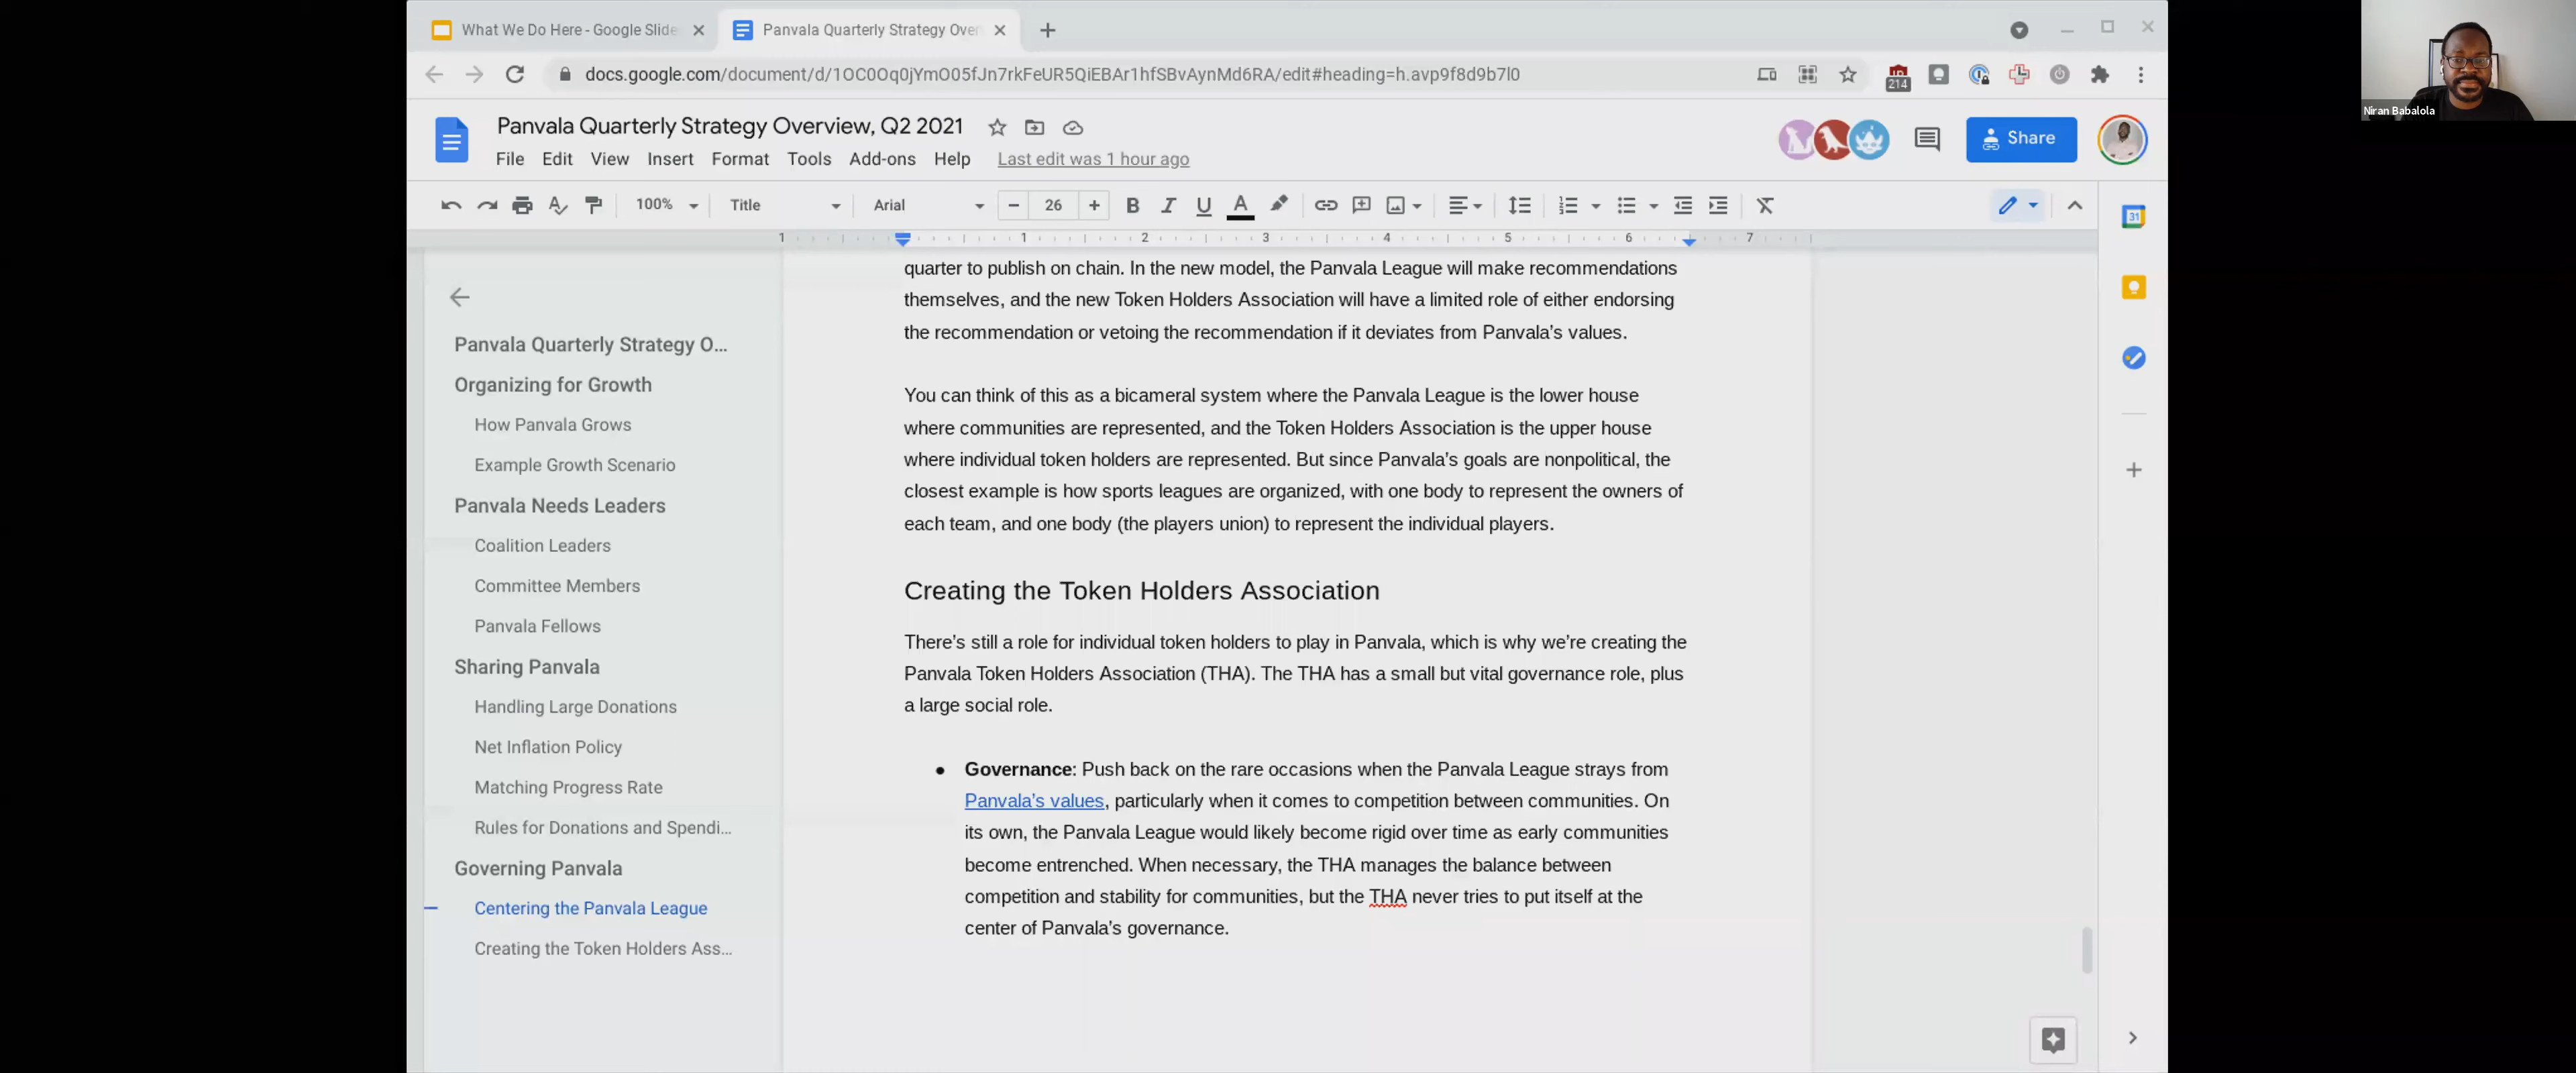 What We Do Here - Google Slide
Panvala Quarterly Strategy Over
docs.google.com/document/d/1OC0Oq0jYmO05fJn7rkFeUR5QiEBAr1hfSBvAynMd6RA/edit#heading=h.avp9f8d9b7l0
214
Niran Babalola
Panvala Quarterly Strategy Overview, Q2 2021
File Edit View Insert Format Tools Add-ons Help Last edit was 1 hour ago
Share
100% Title Arial 26 B I U A
31
1 1 2 3 4 5 6 7
Panvala Quarterly Strategy O...
Organizing for Growth
How Panvala Grows
Example Growth Scenario
Panvala Needs Leaders
Coalition Leaders
Committee Members
Panvala Fellows
Sharing Panvala
Handling Large Donations
Net Inflation Policy
Matching Progress Rate
Rules for Donations and Spendi...
Governing Panvala
Centering the Panvala League
Creating the Token Holders Ass...
quarter to publish on chain. In the new model, the Panvala League will make recommendations
themselves, and the new Token Holders Association will have a limited role of either endorsing
the recommendation or vetoing the recommendation if it deviates from Panvala's values.
You can think of this as a bicameral system where the Panvala League is the lower house
where communities are represented, and the Token Holders Association is the upper house
where individual token holders are represented. But since Panvala's goals are nonpolitical, the
closest example is how sports leagues are organized, with one body to represent the owners of
each team, and one body (the players union) to represent the individual players.
Creating the Token Holders Association
There's still a role for individual token holders to play in Panvala, which is why we're creating the
Panvala Token Holders Association (THA). The THA has a small but vital governance role, plus
a large social role.
● Governance: Push back on the rare occasions when the Panvala League strays from
Panvala's values, particularly when it comes to competition between communities. On
its own, the Panvala League would likely become rigid over time as early communities
become entrenched. When necessary, the THA manages the balance between
competition and stability for communities, but the THA never tries to put itself at the
center of Panvala's governance.